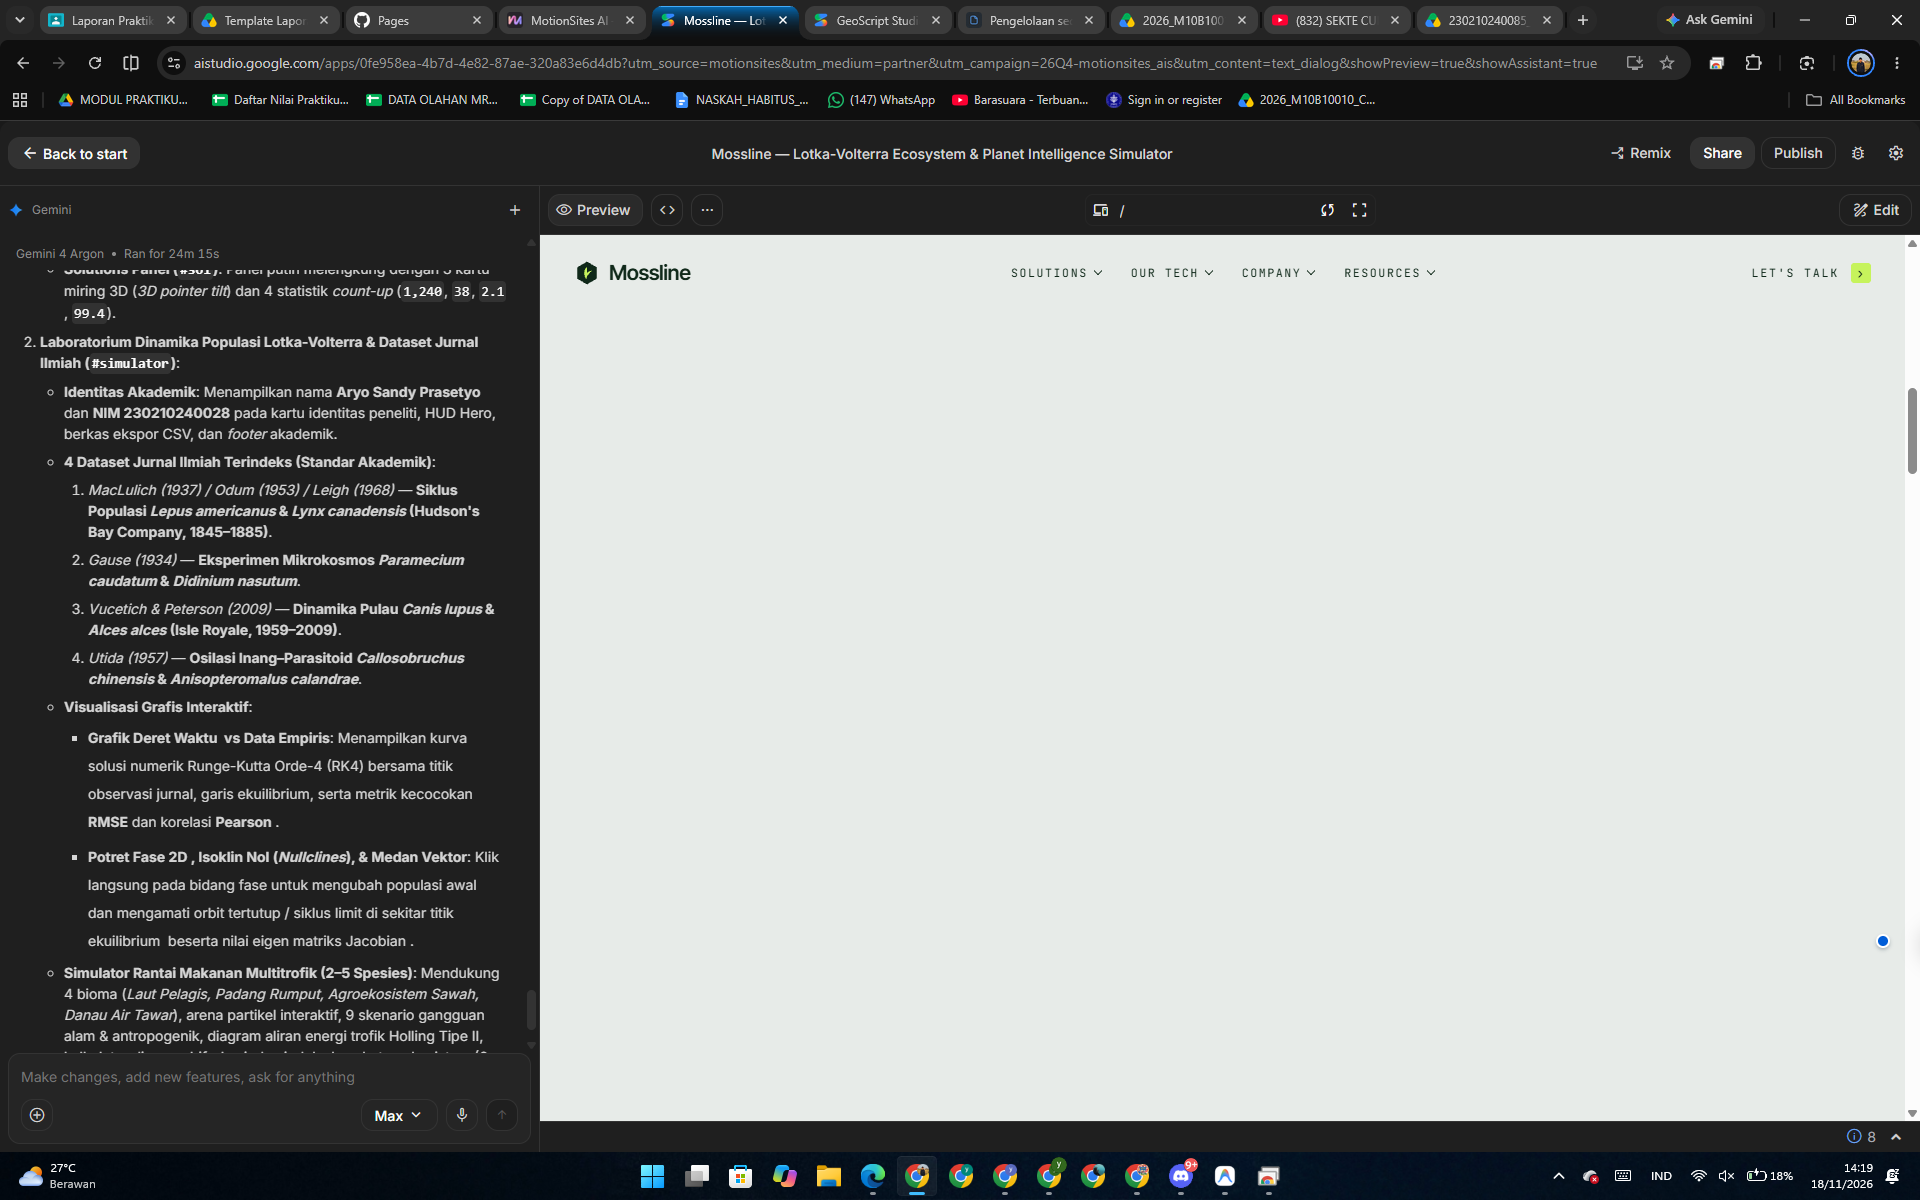 Laporan Praktik
Template Lapor
Pages
MotionSites AI
Mossline — Lot
GeoScript Studi
Pengelolaan se
2026_M10B100
(832) SEKTE CU
230210240085_
Ask Gemini
aistudio.google.com/apps/0fe958ea-4b7d-4e82-87ae-320a83e6d4db?utm_source=motionsites&utm_medium=partner&utm_campaign=26Q4-motionsites_ais&utm_content=text_dialog&showPreview=true&showAssistant=true
MODUL PRAKTIKU...
Daftar Nilai Praktiku...
DATA OLAHAN MR...
Copy of DATA OLA...
NASKAH_HABITUS_...
(147) WhatsApp
Barasuara - Terbuan...
Sign in or register
2026_M10B10010_C...
All Bookmarks
Back to start
Mossline — Lotka-Volterra Ecosystem & Planet Intelligence Simulator
Remix
Share
Publish
Gemini
Preview
/
Edit
Gemini 4 Argon • Ran for 24m 15s
Solutions Panel (#sol): Panel putih melengkung dengan 3 kartu
miring 3D (3D pointer tilt) dan 4 statistik count-up (1,240, 38, 2.1
, 99.4).
2. Laboratorium Dinamika Populasi Lotka-Volterra & Dataset Jurnal
Ilmiah (#simulator):
Identitas Akademik: Menampilkan nama Aryo Sandy Prasetyo
dan NIM 230210240028 pada kartu identitas peneliti, HUD Hero,
berkas ekspor CSV, dan footer akademik.
4 Dataset Jurnal Ilmiah Terindeks (Standar Akademik):
1. MacLulich (1937) / Odum (1953) / Leigh (1968) — Siklus
Populasi Lepus americanus & Lynx canadensis (Hudson's
Bay Company, 1845–1885).
2. Gause (1934) — Eksperimen Mikrokosmos Paramecium
caudatum & Didinium nasutum.
3. Vucetich & Peterson (2009) — Dinamika Pulau Canis lupus &
Alces alces (Isle Royale, 1959–2009).
4. Utida (1957) — Osilasi Inang–Parasitoid Callosobruchus
chinensis & Anisopteromalus calandrae.
Visualisasi Grafis Interaktif:
Grafik Deret Waktu vs Data Empiris: Menampilkan kurva
solusi numerik Runge-Kutta Orde-4 (RK4) bersama titik
observasi jurnal, garis ekuilibrium, serta metrik kecocokan
RMSE dan korelasi Pearson .
Potret Fase 2D , Isoklin Nol (Nullclines), & Medan Vektor: Klik
langsung pada bidang fase untuk mengubah populasi awal
dan mengamati orbit tertutup / siklus limit di sekitar titik
ekuilibrium beserta nilai eigen matriks Jacobian .
Simulator Rantai Makanan Multitrofik (2–5 Spesies): Mendukung
4 bioma (Laut Pelagis, Padang Rumput, Agroekosistem Sawah,
Danau Air Tawar), arena partikel interaktif, 9 skenario gangguan
alam & antropogenik, diagram aliran energi trofik Holling Tipe II,
Make changes, add new features, ask for anything
Max
Mossline
SOLUTIONS
OUR TECH
COMPANY
RESOURCES
LET'S TALK
8
27°C
Berawan
9+
IND
18%
14:19
18/11/2026